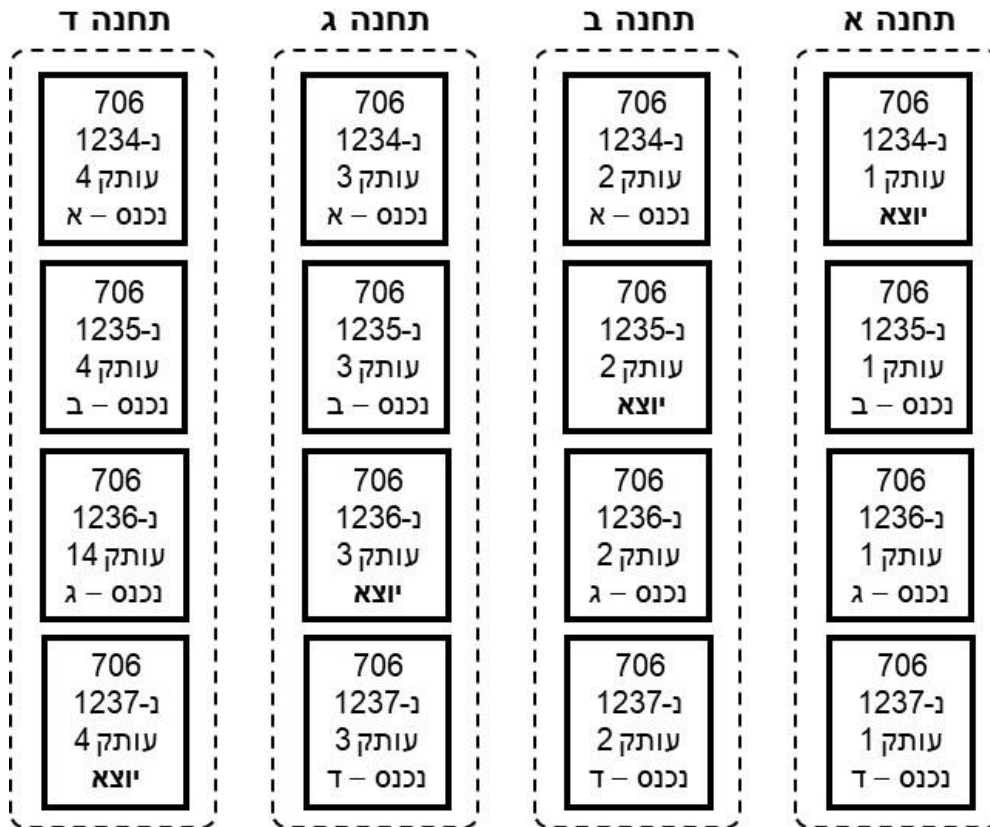 תחנה א
706
נ-1234
עותק 1
יוצא
706
נ-1235
עותק 1
נכנס – ב
706
נ-1236
עותק 1
נכנס – ג
706
נ-1237
עותק 1
נכנס – ד
תחנה ב
706
נ-1234
עותק 2
נכנס – א
706
נ-1235
עותק 2
יוצא
706
נ-1236
עותק 2
נכנס – ג
706
נ-1237
עותק 2
נכנס – ד
תחנה ג
706
נ-1234
עותק 3
נכנס – א
706
נ-1235
עותק 3
נכנס – ב
706
נ-1236
עותק 3
יוצא
706
נ-1237
עותק 3
נכנס – ד
תחנה ד
706
נ-1234
עותק 4
נכנס – א
706
נ-1235
עותק 4
נכנס – ב
706
נ-1236
עותק 14
נכנס – ג
706
נ-1237
עותק 4
יוצא